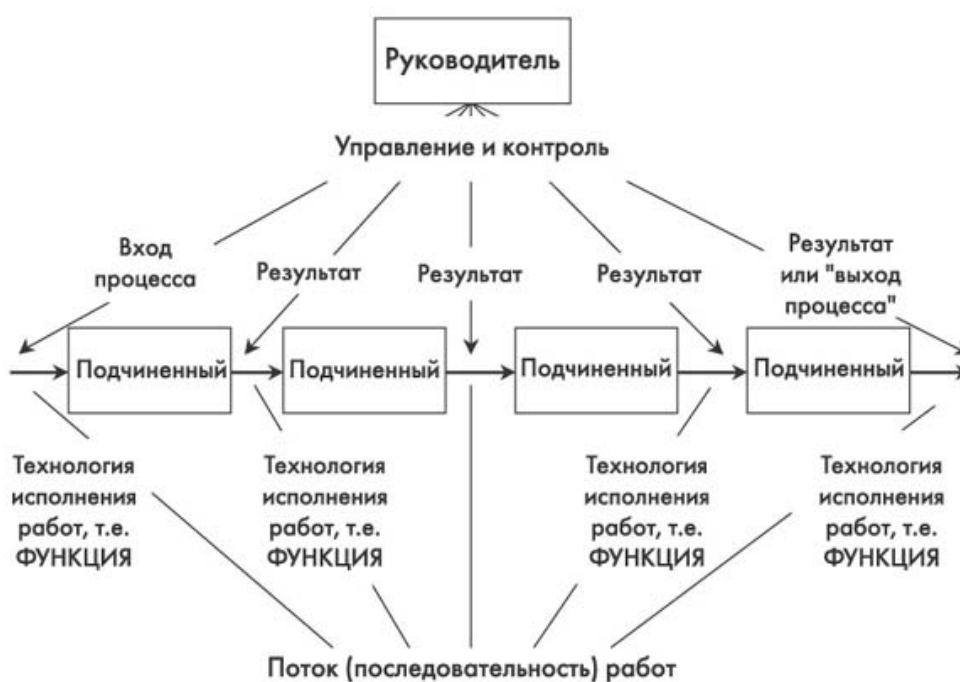 Руководитель
Управление и контроль
Вход
процесса
Результат
Результат
Результат
Результат
или "выход
процесса"
Подчиненный
Подчиненный
Подчиненный
Подчиненный
Технология
исполнения
работ, т.е.
ФУНКЦИЯ
Технология
исполнения
работ, т.е.
ФУНКЦИЯ
Технология
исполнения
работ, т.е.
ФУНКЦИЯ
Технология
исполнения
работ, т.е.
ФУНКЦИЯ
Поток (последовательность) работ